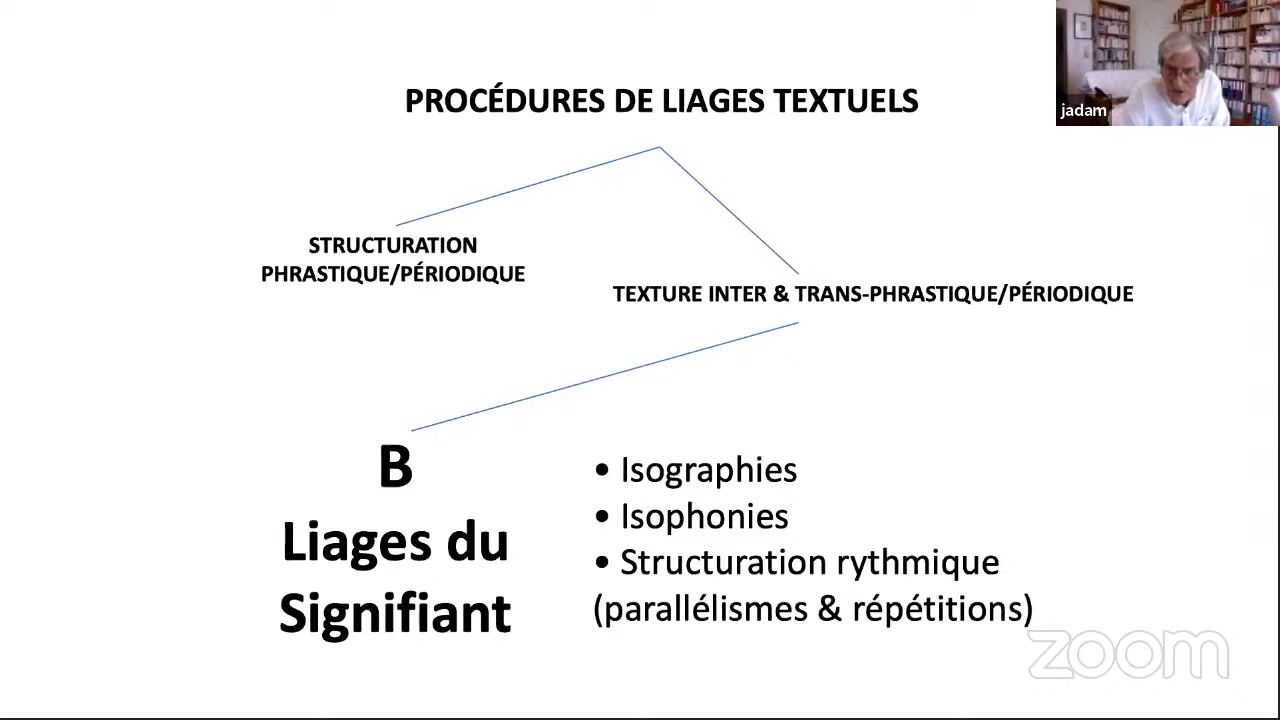 PROCÉDURES DE LIAGES TEXTUELS
jadam
STRUCTURATION
PHRASTIQUE/PÉRIODIQUE
TEXTURE INTER & TRANS-PHRASTIQUE/PÉRIODIQUE
B
Liages du
Signifiant
• Isographies
• Isophonies
• Structuration rythmique
(parallélismes & répétitions)
zoom